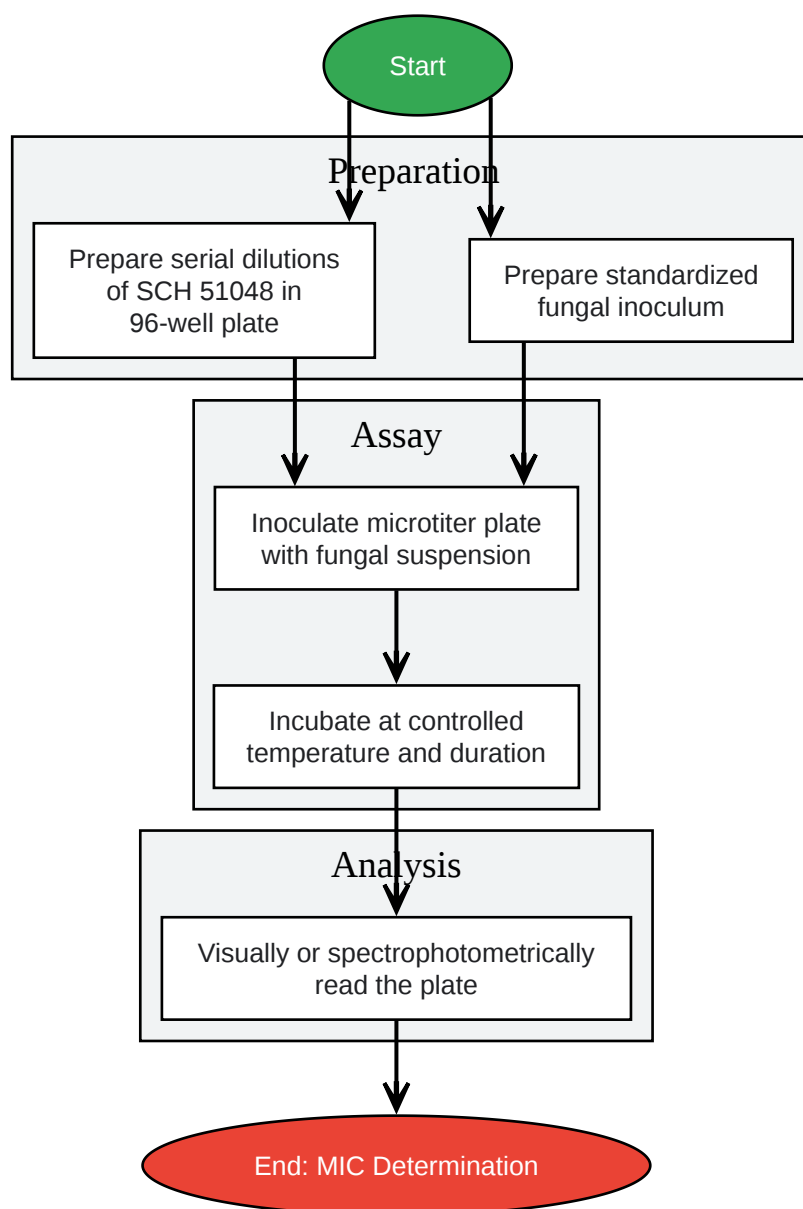 Start
Preparation
Prepare serial dilutions
of SCH 51048 in
96-well plate
Prepare standardized
fungal inoculum
Assay
Inoculate microtiter plate
with fungal suspension
Incubate at controlled
temperature and duration
Analysis
Visually or spectrophotometrically
read the plate
End: MIC Determination